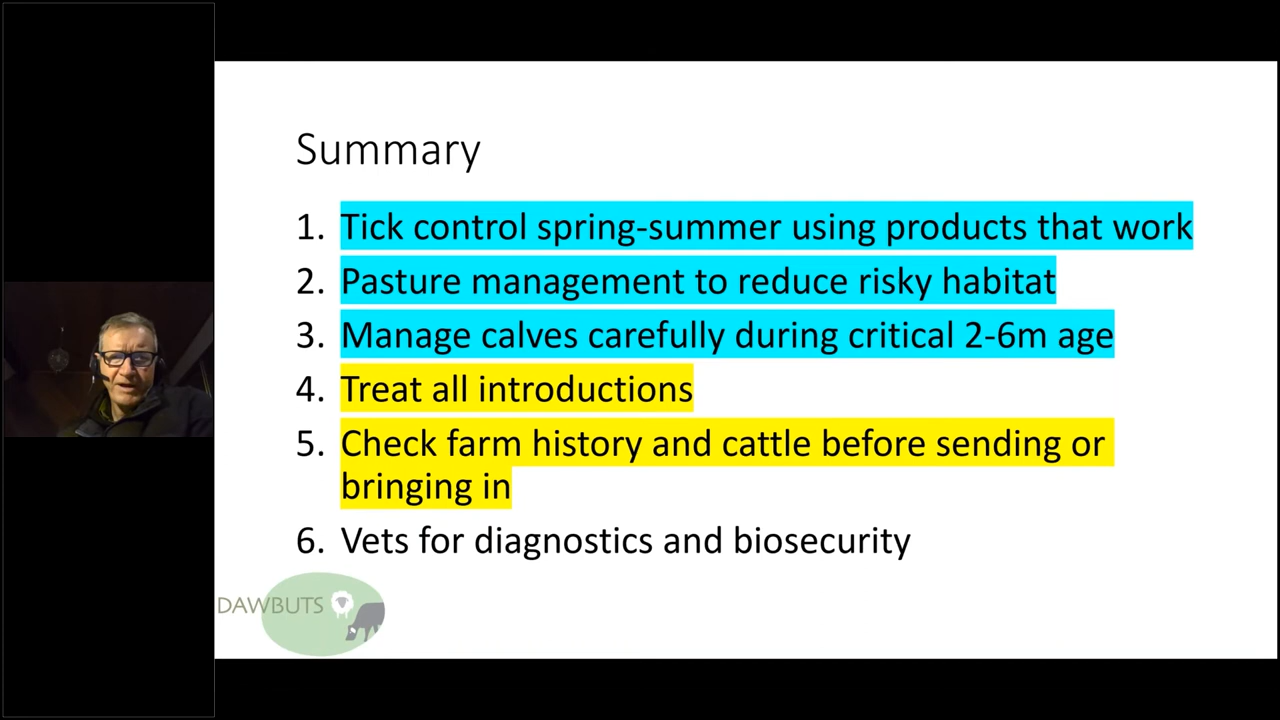 Summary
1. Tick control spring-summer using products that work
2. Pasture management to reduce risky habitat
3. Manage calves carefully during critical 2-6m age
4. Treat all introductions
5. Check farm history and cattle before sending or
bringing in
6. Vets for diagnostics and biosecurity
DAWBUTS